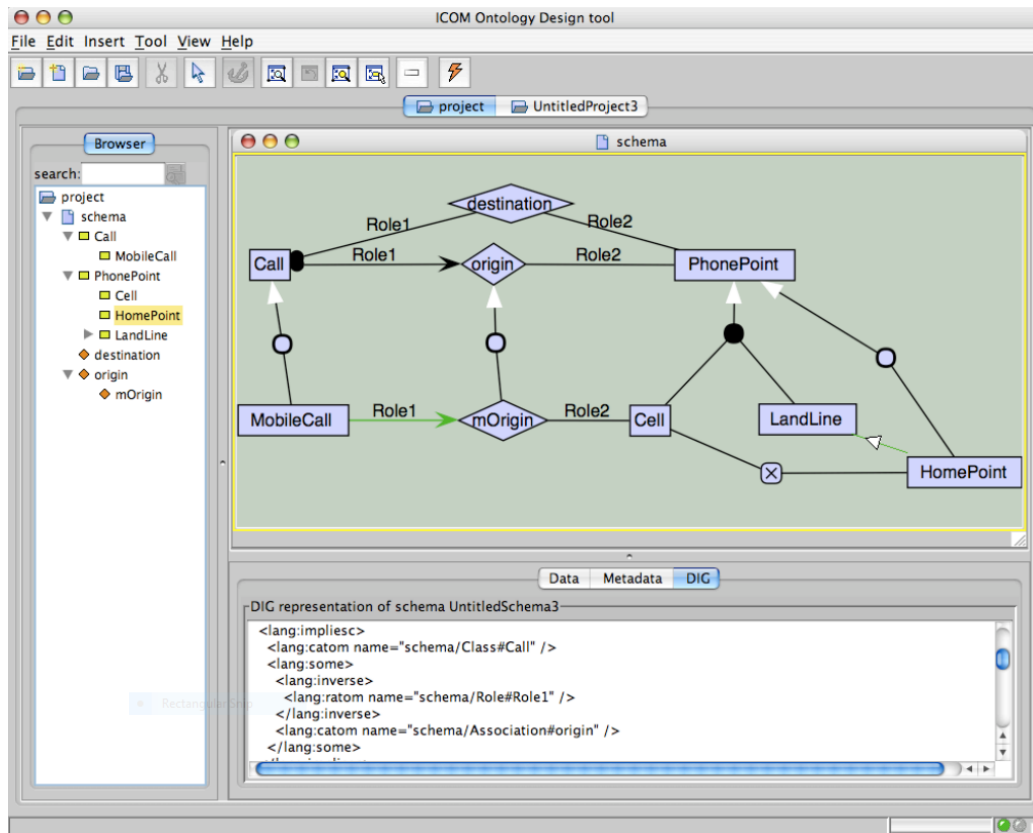 ICOM Ontology Design tool
File Edit Insert Tool View Help
project UntitledProject3
Browser
search:
project
schema
Call
MobileCall
PhonePoint
Cell
HomePoint
LandLine
destination
origin
mOrigin
schema
destination
Role1 Role2
Call Role1 origin Role2 PhonePoint
MobileCall Role1 mOrigin Role2 Cell LandLine
HomePoint
Data Metadata DIG
DIG representation of schema UntitledSchema3
<lang:impliesc>
<lang:catom name="schema/Class#Call" />
<lang:some>
<lang:inverse>
<lang:ratom name="schema/Role#Role1" />
</lang:inverse>
<lang:catom name="schema/Association#origin" />
</lang:some>
Rectangular Snip